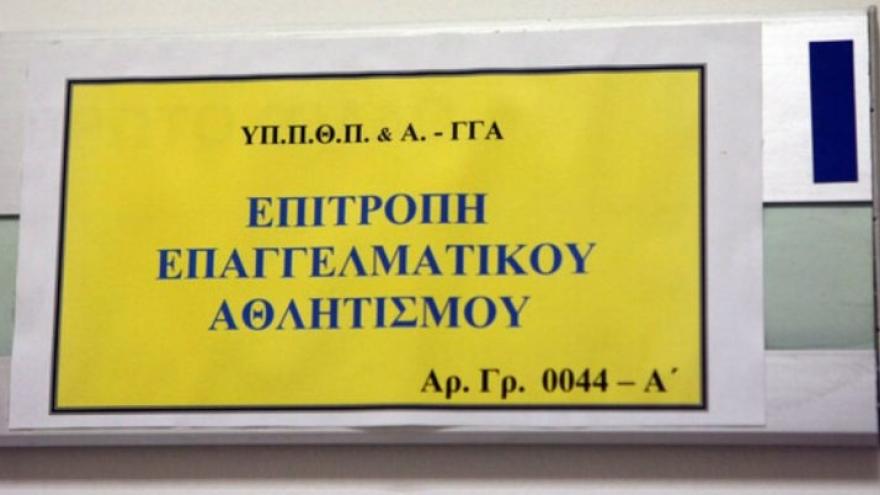 ΥΠ.Π.Θ.Π. & Α. - ΓΓΑ
ΕΠΙΤΡΟΠΗ
ΕΠΑΓΓΕΛΜΑΤΙΚΟΥ
ΑΘΛΗΤΙΣΜΟΥ
Αρ. Γρ. 0044 – Α΄